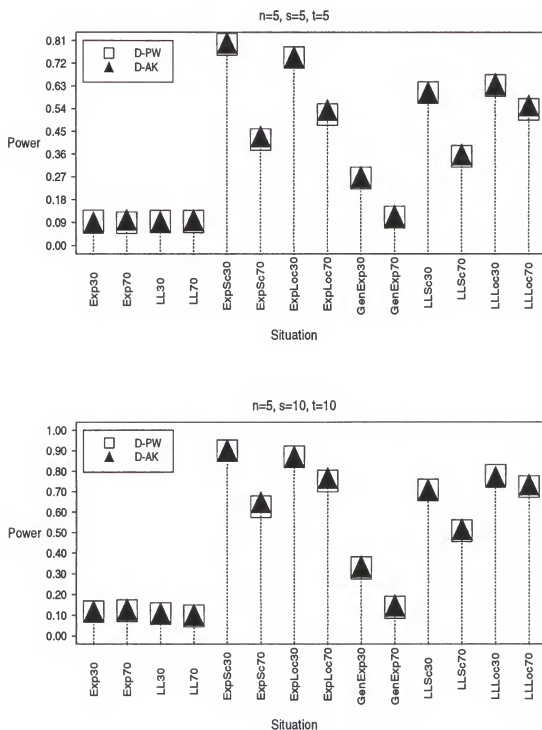 n=5, s=5, t=5
0.81
0.72
0.63
0.54
0.45
0.36
0.27
0.18
0.09
0.00
Power
D-PW
D-AK
Exp30
Exp70
LL30
LL70
ExpSc30
ExpSc70
ExpLoc30
ExpLoc70
GenExp30
GenExp70
LLSc30
LLSc70
LLLoc30
LLLoc70
Situation
n=5, s=10, t=10
1.00
0.90
0.80
0.70
0.60
0.50
0.40
0.30
0.20
0.10
0.00
Power
D-PW
D-AK
Exp30
Exp70
LL30
LL70
ExpSc30
ExpSc70
ExpLoc30
ExpLoc70
GenExp30
GenExp70
LLSc30
LLSc70
LLLoc30
LLLoc70
Situation